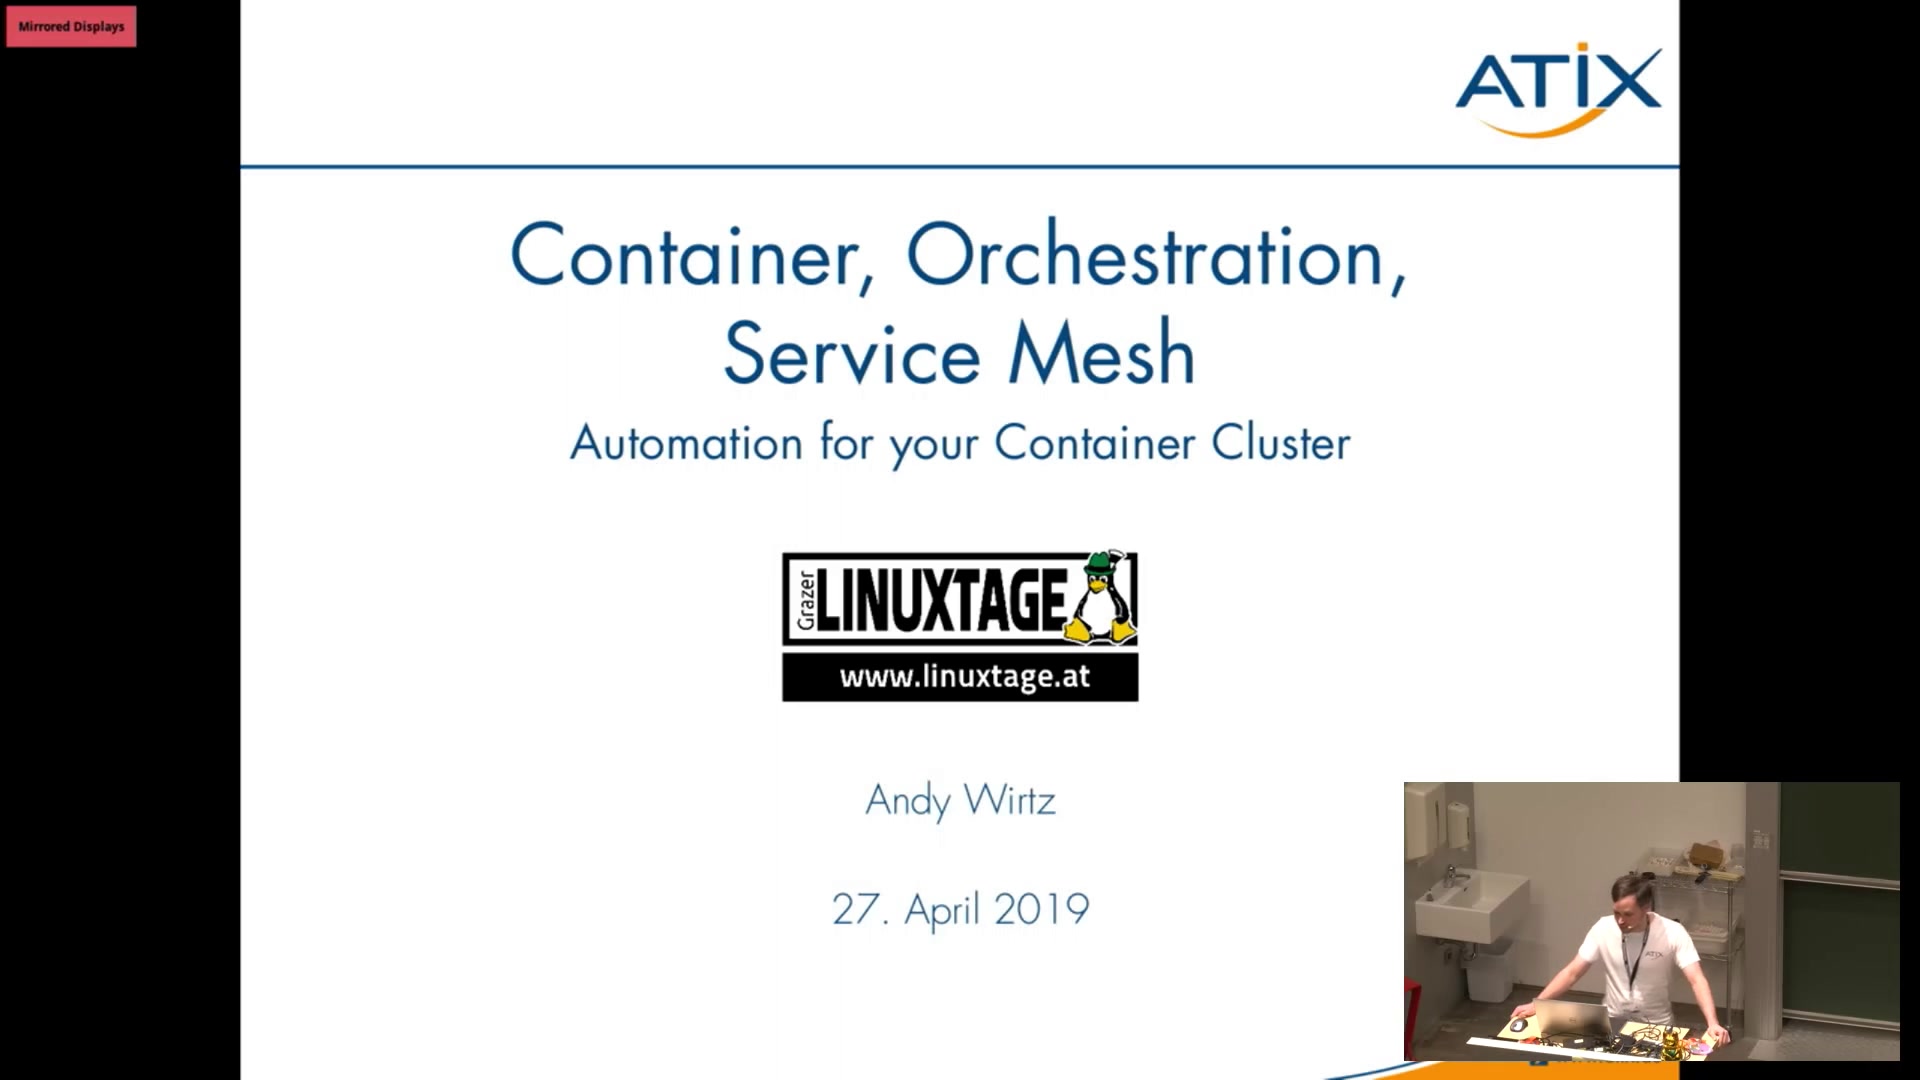 Mirrored Displays
ATIX
Container, Orchestration,
Service Mesh
Automation for your Container Cluster
Grazer
LINUXTAGE
www.linuxtage.at
Andy Wirtz
27. April 2019
ATIX